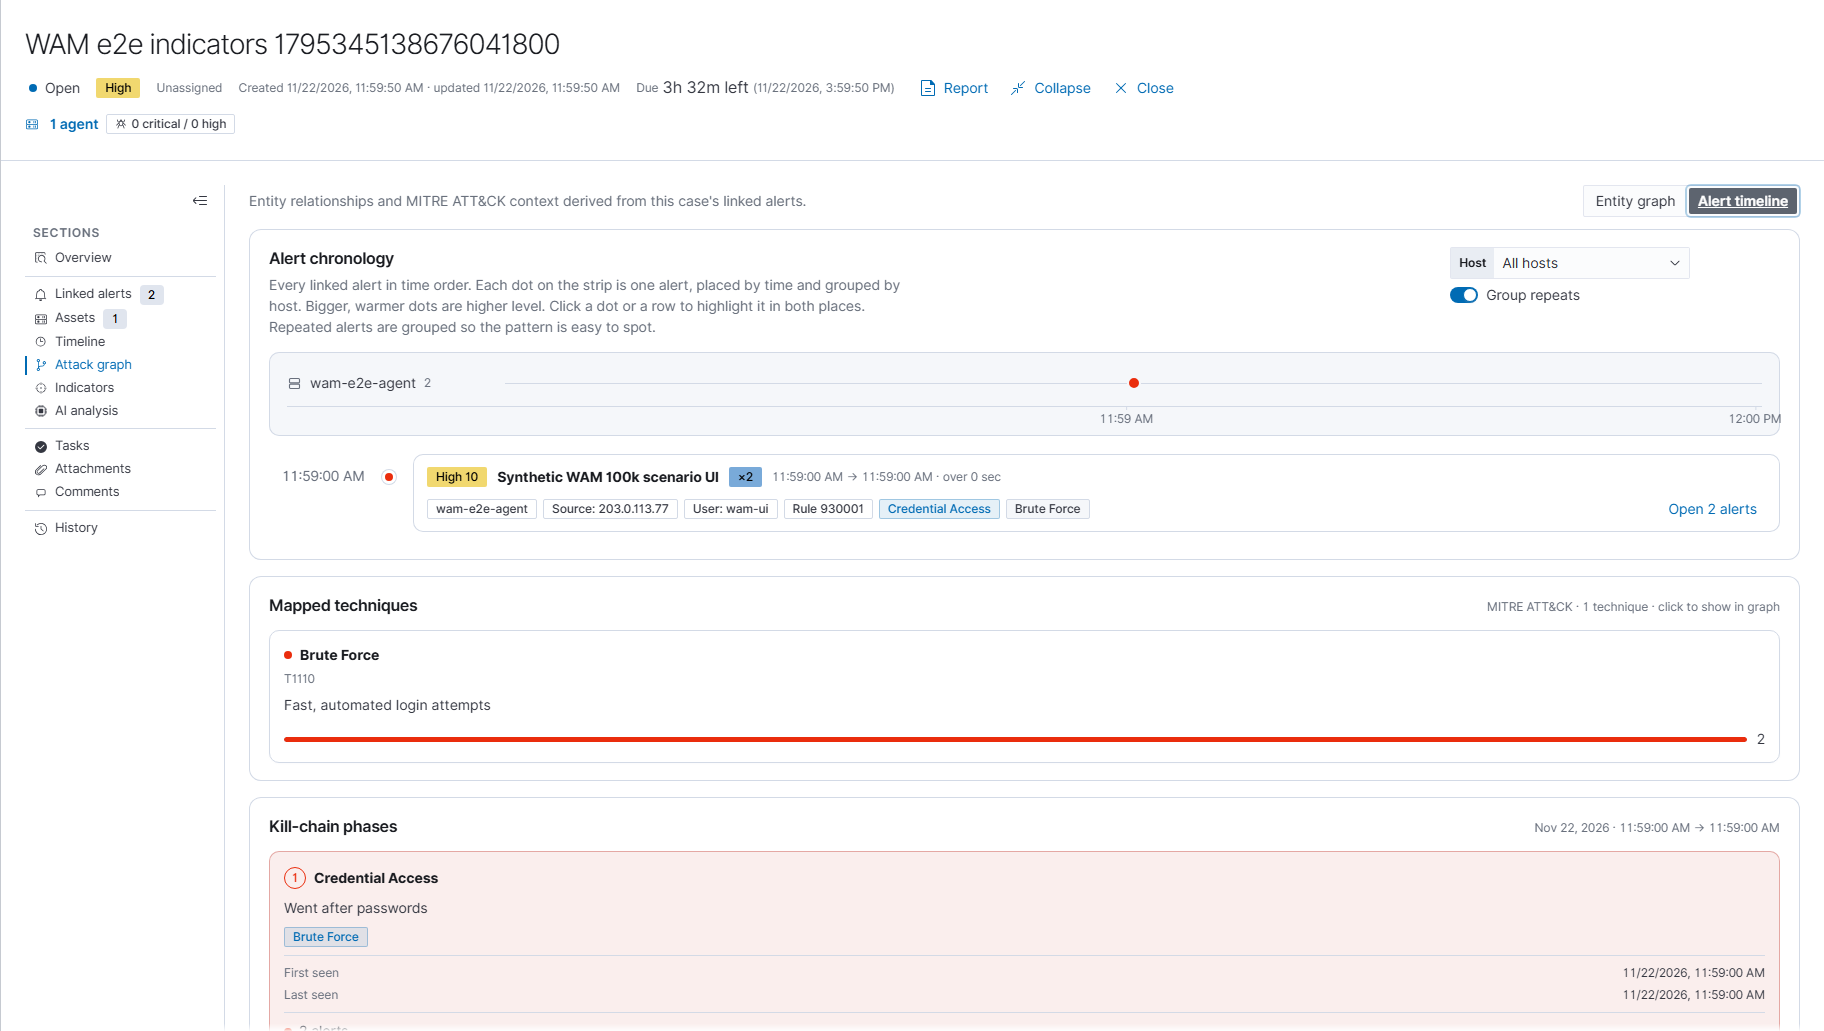 WAM e2e indicators 1795345138676041800
Open High Unassigned Created 11/22/2026, 11:59:50 AM · updated 11/22/2026, 11:59:50 AM Due 3h 32m left (11/22/2026, 3:59:50 PM) Report Collapse Close
1 agent 0 critical / 0 high
SECTIONS
Overview
Linked alerts 2
Assets 1
Timeline
Attack graph
Indicators
AI analysis
Tasks
Attachments
Comments
History
Entity relationships and MITRE ATT&CK context derived from this case's linked alerts.
Entity graph Alert timeline
Alert chronology
Every linked alert in time order. Each dot on the strip is one alert, placed by time and grouped by
host. Bigger, warmer dots are higher level. Click a dot or a row to highlight it in both places.
Repeated alerts are grouped so the pattern is easy to spot.
Host All hosts
Group repeats
wam-e2e-agent 2
11:59 AM 12:00 PM
11:59:00 AM
High 10 Synthetic WAM 100k scenario UI ×2 11:59:00 AM → 11:59:00 AM · over 0 sec
wam-e2e-agent Source: 203.0.113.77 User: wam-ui Rule 930001 Credential Access Brute Force Open 2 alerts
Mapped techniques
MITRE ATT&CK · 1 technique · click to show in graph
Brute Force
T1110
Fast, automated login attempts
2
Kill-chain phases
Nov 22, 2026 · 11:59:00 AM → 11:59:00 AM
1 Credential Access
Went after passwords
Brute Force
First seen 11/22/2026, 11:59:00 AM
Last seen 11/22/2026, 11:59:00 AM
2 alerts